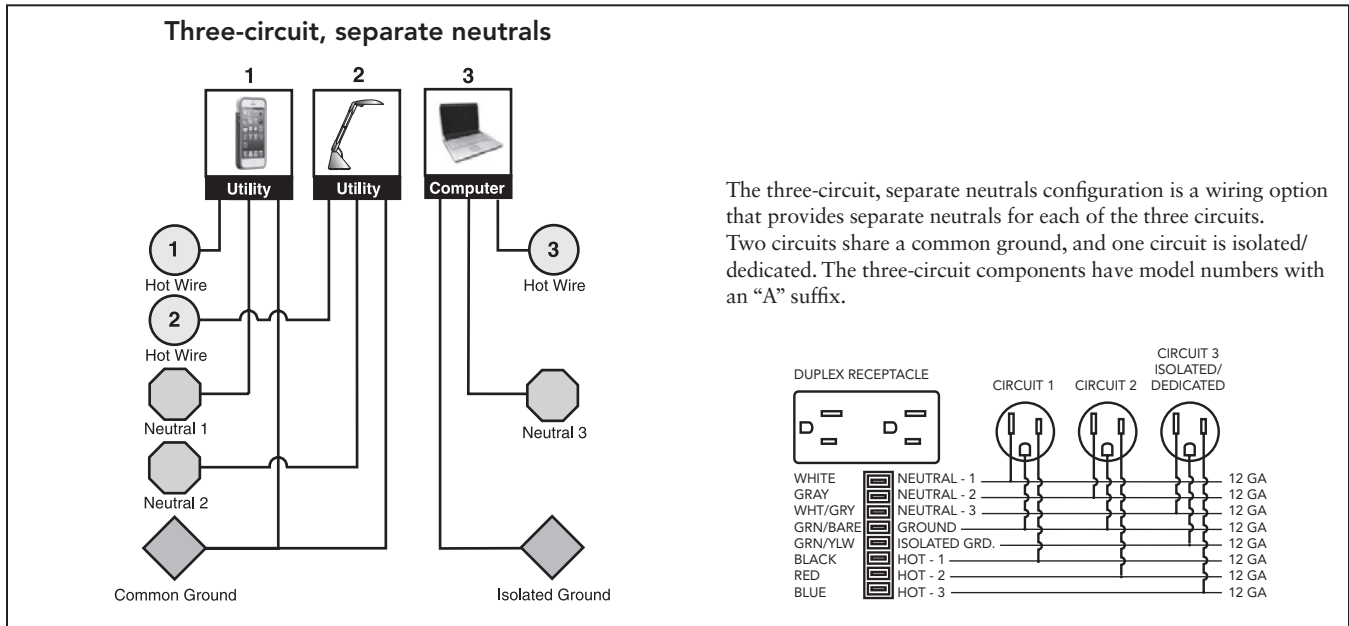 Three-circuit, separate neutrals
1 2 3
Utility Utility Computer
1
Hot Wire
3
Hot Wire
2
Hot Wire
Neutral 1
Neutral 3
Neutral 2
Common Ground
Isolated Ground
The three-circuit, separate neutrals configuration is a wiring option
that provides separate neutrals for each of the three circuits.
Two circuits share a common ground, and one circuit is isolated/
dedicated. The three-circuit components have model numbers with
an “A” suffix.
DUPLEX RECEPTACLE
CIRCUIT 1
CIRCUIT 2
CIRCUIT 3
ISOLATED/
DEDICATED
WHITE NEUTRAL - 1 12 GA
GRAY NEUTRAL - 2 12 GA
WHT/GRY NEUTRAL - 3 12 GA
GRN/BARE GROUND 12 GA
GRN/YLW ISOLATED GRD. 12 GA
BLACK HOT - 1 12 GA
RED HOT - 2 12 GA
BLUE HOT - 3 12 GA